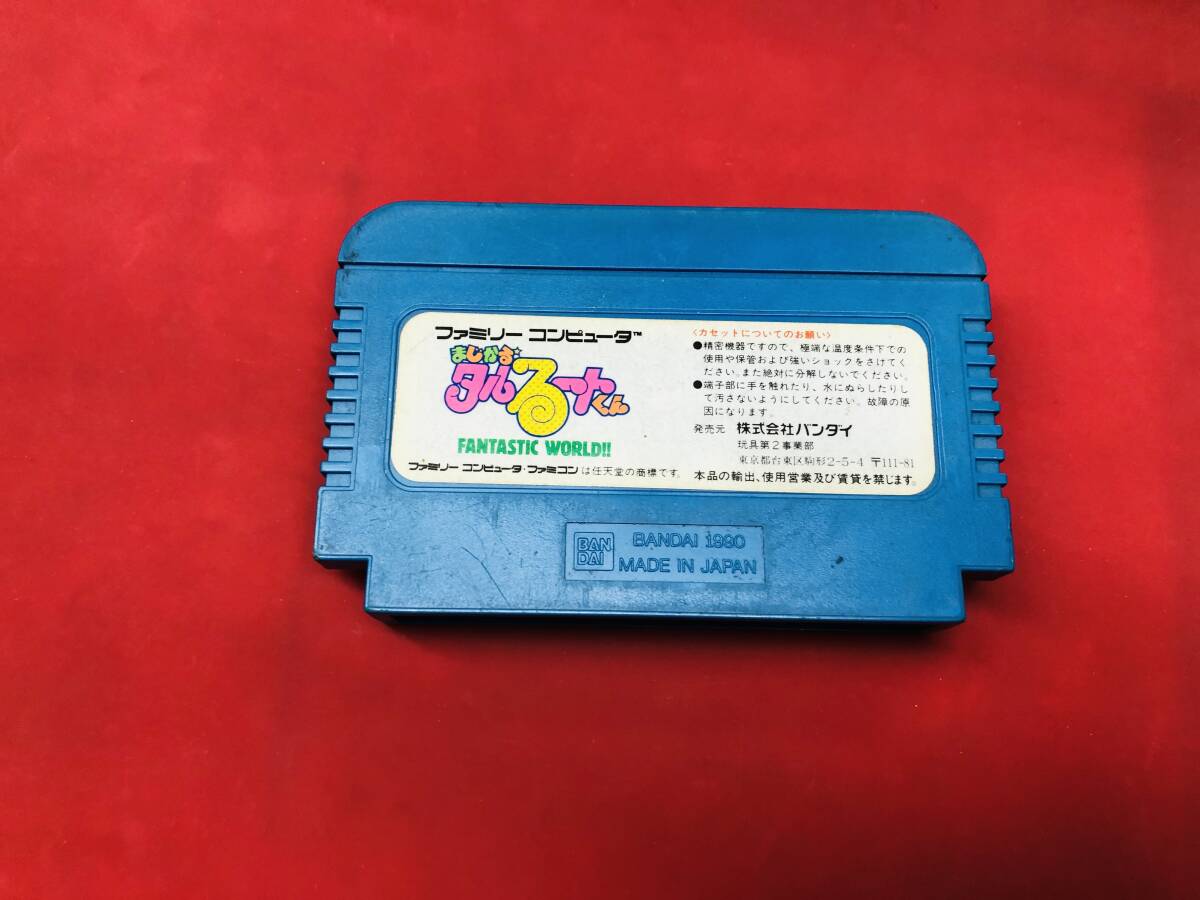 ファミリー コンピュータ™
まじかる
タルるートくん
FANTASTIC WORLD!!
ファミリー コンピュータ・ファミコンは任天堂の商標です。
〈カセットについてのお願い〉
●精密機器ですので、極端な温度条件下での
使用や保管および強いショックをさけてく
ださい。また絶対に分解しないでください。
●端子部に手を触れたり、水にぬらしたりし
て汚さないようにしてください。故障の原
因になります。
発売元 株式会社バンダイ
玩具第2事業部
東京都台東区駒形2-5-4 〒111-81
本品の輸出、使用営業及び賃貸を禁じます。
BAN
DAI
BANDAI 1990
MADE IN JAPAN